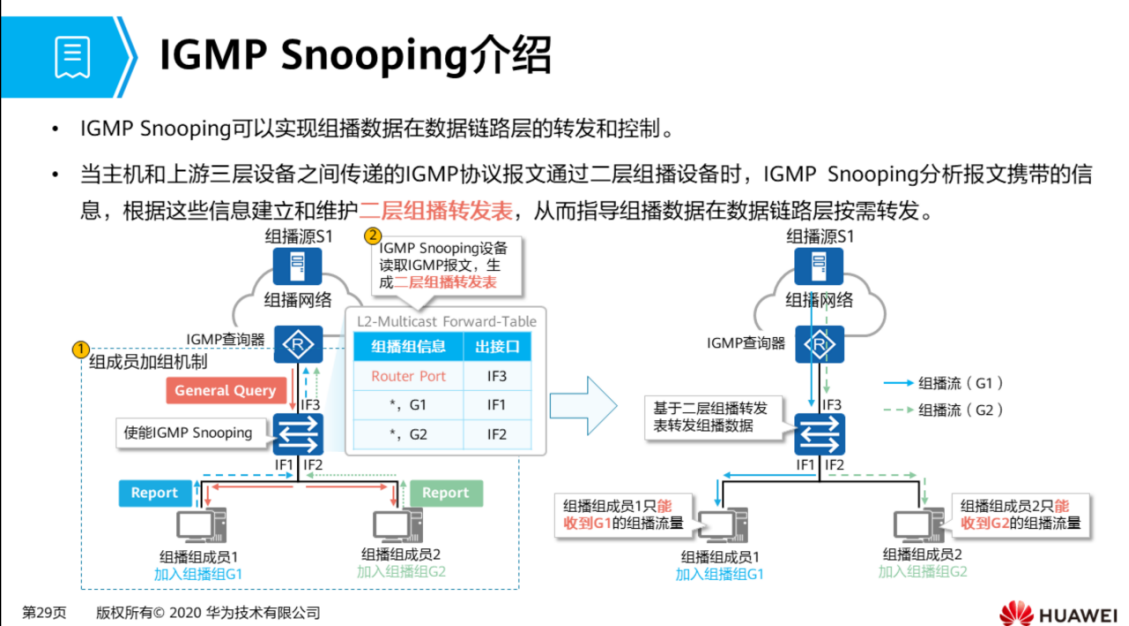 IGMP Snooping介绍
• IGMP Snooping可以实现组播数据在数据链路层的转发和控制。
• 当主机和上游三层设备之间传递的IGMP协议报文通过二层组播设备时，IGMP Snooping分析报文携带的信
息，根据这些信息建立和维护二层组播转发表，从而指导组播数据在数据链路层按需转发。
组播源S1
组播网络
IGMP查询器
R
2
IGMP Snooping设备
读取IGMP报文，生
成二层组播转发表
L2-Multicast Forward-Table
组播组信息 出接口
Router Port IF3
*，G1 IF1
*，G2 IF2
1
组成员加组机制
General Query
IF3
使能IGMP Snooping
IF1 IF2
Report
Report
组播组成员1
加入组播组G1
组播组成员2
加入组播组G2
组播源S1
组播网络
IGMP查询器
R
组播流（G1）
组播流（G2）
IF3
基于二层组播转发
表转发组播数据
IF1 IF2
组播组成员1只能
收到G1的组播流量
组播组成员2只能
收到G2的组播流量
组播组成员1
加入组播组G1
组播组成员2
加入组播组G2
第29页 版权所有© 2020 华为技术有限公司
HUAWEI